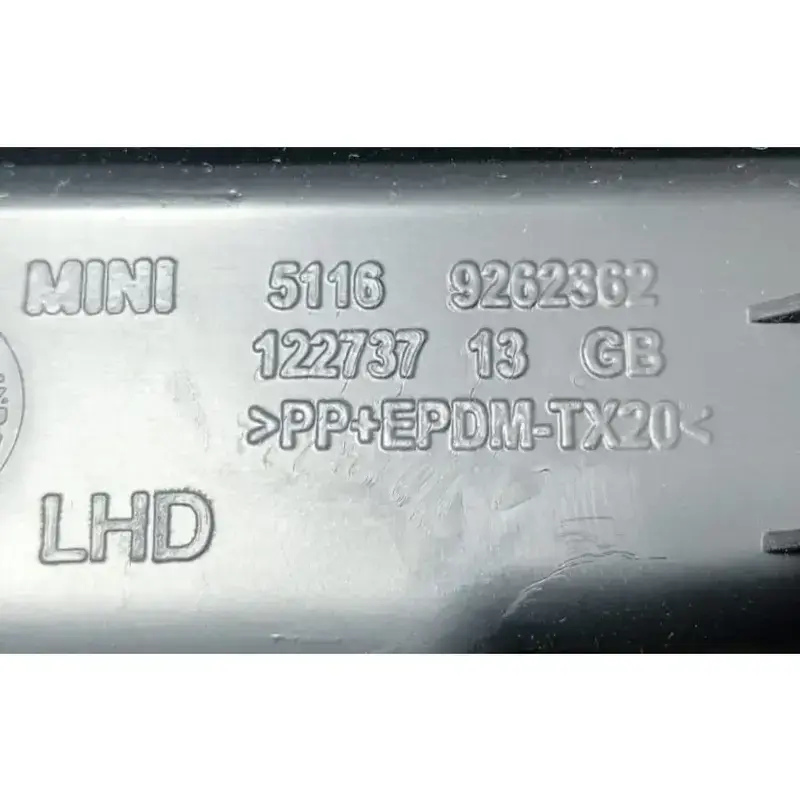 MINI 5116 9262362
122737 13 GB
>PP+EPDM-TX20<
LHD